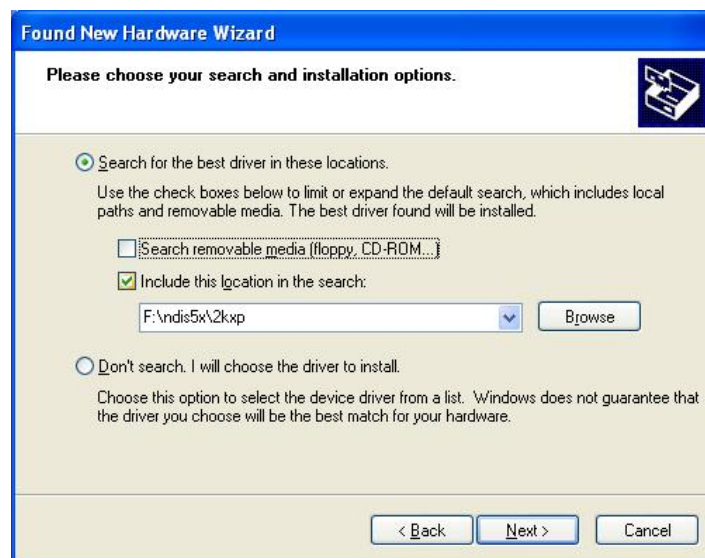 Found New Hardware Wizard
Please choose your search and installation options.
Search for the best driver in these locations.
Use the check boxes below to limit or expand the default search, which includes local
paths and removable media. The best driver found will be installed.
Search removable media (floppy, CD-ROM...)
Include this location in the search:
F:\ndis5x\2kxp
Browse
Don't search. I will choose the driver to install.
Choose this option to select the device driver from a list. Windows does not guarantee that
the driver you choose will be the best match for your hardware.
< Back
Next >
Cancel